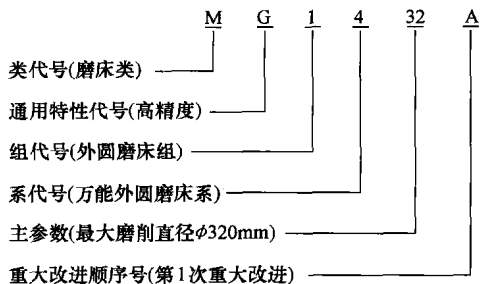 M G 1 4 32 A
类代号(磨床类)
通用特性代号(高精度)
组代号(外圆磨床组)
系代号(万能外圆磨床系)
主参数(最大磨削直径ϕ320mm)
重大改进顺序号(第1次重大改进)